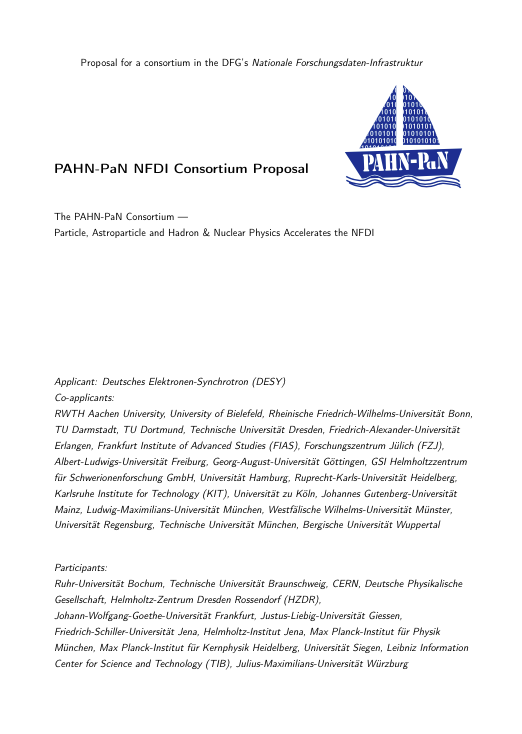 Proposal for a consortium in the DFG's Nationale Forschungsdaten-Infrastruktur
PAHN-PaN
PAHN-PaN NFDI Consortium Proposal
The PAHN-PaN Consortium —
Particle, Astroparticle and Hadron & Nuclear Physics Accelerates the NFDI
Applicant: Deutsches Elektronen-Synchrotron (DESY)
Co-applicants:
RWTH Aachen University, University of Bielefeld, Rheinische Friedrich-Wilhelms-Universität Bonn,
TU Darmstadt, TU Dortmund, Technische Universität Dresden, Friedrich-Alexander-Universität
Erlangen, Frankfurt Institute of Advanced Studies (FIAS), Forschungszentrum Jülich (FZJ),
Albert-Ludwigs-Universität Freiburg, Georg-August-Universität Göttingen, GSI Helmholtzzentrum
für Schwerionenforschung GmbH, Universität Hamburg, Ruprecht-Karls-Universität Heidelberg,
Karlsruhe Institute for Technology (KIT), Universität zu Köln, Johannes Gutenberg-Universität
Mainz, Ludwig-Maximilians-Universität München, Westfälische Wilhelms-Universität Münster,
Universität Regensburg, Technische Universität München, Bergische Universität Wuppertal
Participants:
Ruhr-Universität Bochum, Technische Universität Braunschweig, CERN, Deutsche Physikalische
Gesellschaft, Helmholtz-Zentrum Dresden Rossendorf (HZDR),
Johann-Wolfgang-Goethe-Universität Frankfurt, Justus-Liebig-Universität Giessen,
Friedrich-Schiller-Universität Jena, Helmholtz-Institut Jena, Max Planck-Institut für Physik
München, Max Planck-Institut für Kernphysik Heidelberg, Universität Siegen, Leibniz Information
Center for Science and Technology (TIB), Julius-Maximilians-Universität Würzburg